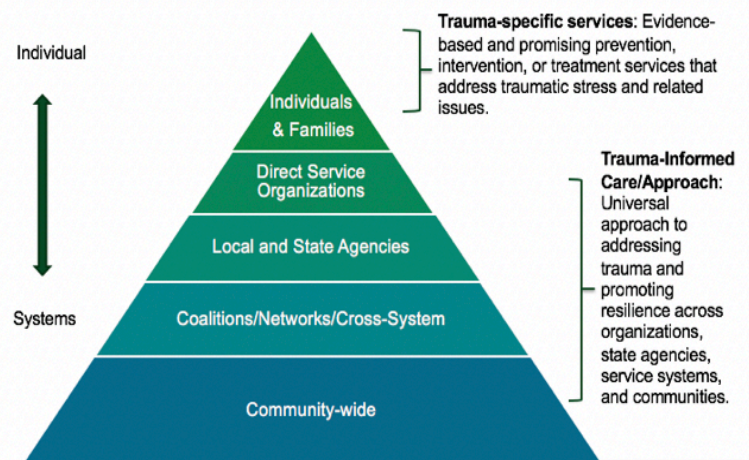 Individual
Systems
Individuals
& Families
Direct Service
Organizations
Local and State Agencies
Coalitions/Networks/Cross-System
Community-wide
Trauma-specific services: Evidence-
based and promising prevention,
intervention, or treatment services that
address traumatic stress and related
issues.
Trauma-Informed
Care/Approach:
Universal
approach to
addressing
trauma and
promoting
resilience across
organizations,
state agencies,
service systems,
and communities.